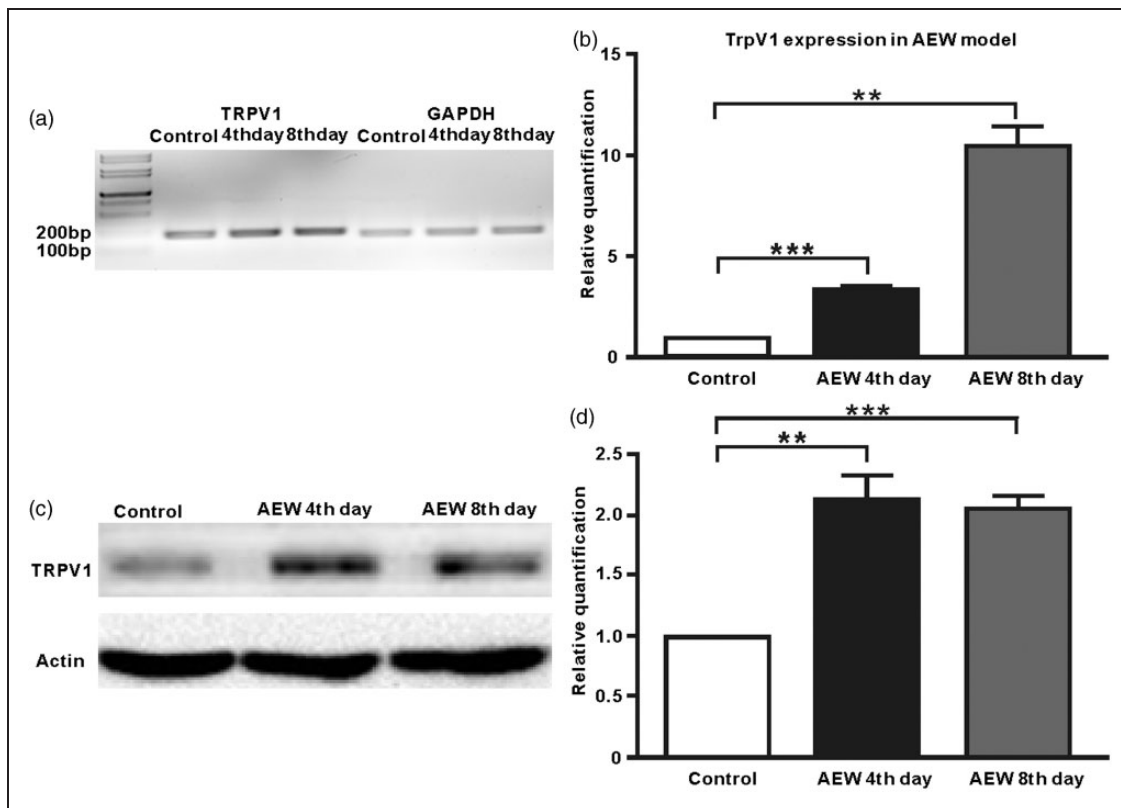 (a)
TRPV1 GAPDH
Control 4thday 8thday Control 4thday 8thday
200bp
100bp
(b)
TrpV1 expression in AEW model
Relative quantification
15
10
5
0
**
***
Control AEW 4th day AEW 8th day
(c)
Control AEW 4th day AEW 8th day
TRPV1
Actin
(d)
Relative quantification
2.5
2.0
1.5
1.0
0.5
0
***
**
Control AEW 4th day AEW 8th day